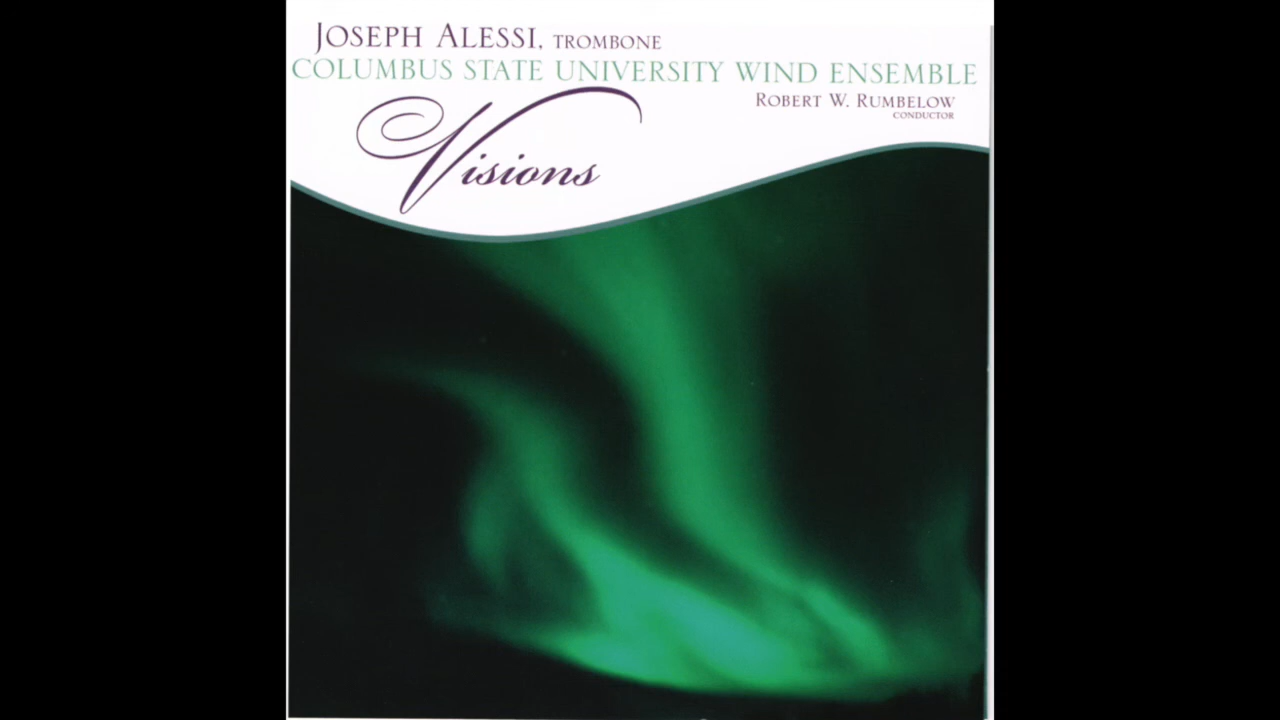 JOSEPH ALESSI, TROMBONE
COLUMBUS STATE UNIVERSITY WIND ENSEMBLE
ROBERT W. RUMBELOW
CONDUCTOR
Visions